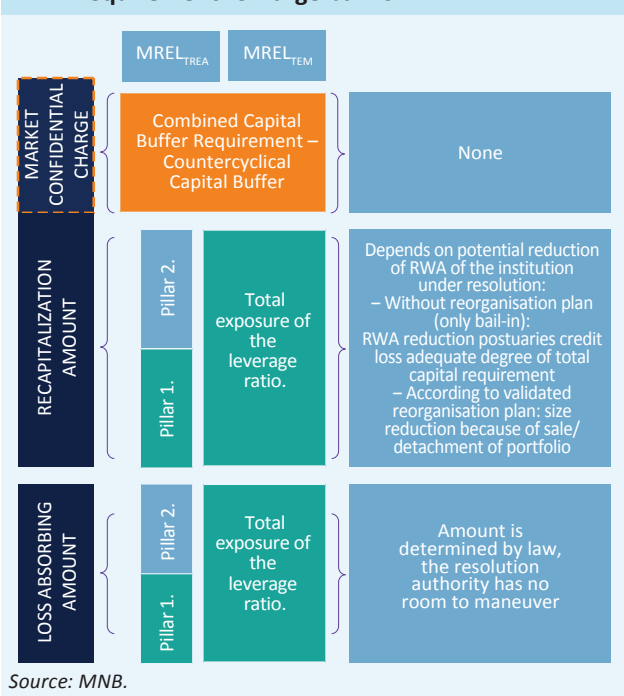 MREL_TREA
MREL_TEM
MARKET
CONFIDENTIAL
CHARGE
Combined Capital
Buffer Requirement –
Countercyclical
Capital Buffer
None
RECAPITALIZATION
AMOUNT
Pillar 2.
Pillar 1.
Total
exposure of
the
leverage
ratio.
Depends on potential reduction
of RWA of the institution
under resolution:
– Without reorganisation plan
(only bail-in):
RWA reduction postuaries credit
loss adequate degree of total
capital requirement
– According to validated
reorganisation plan: size
reduction because of sale/
detachment of portfolio
LOSS ABSORBING
AMOUNT
Pillar 2.
Pillar 1.
Total
exposure of
the
leverage
ratio.
Amount is
determined by law,
the resolution
authority has no
room to maneuver
Source: MNB.